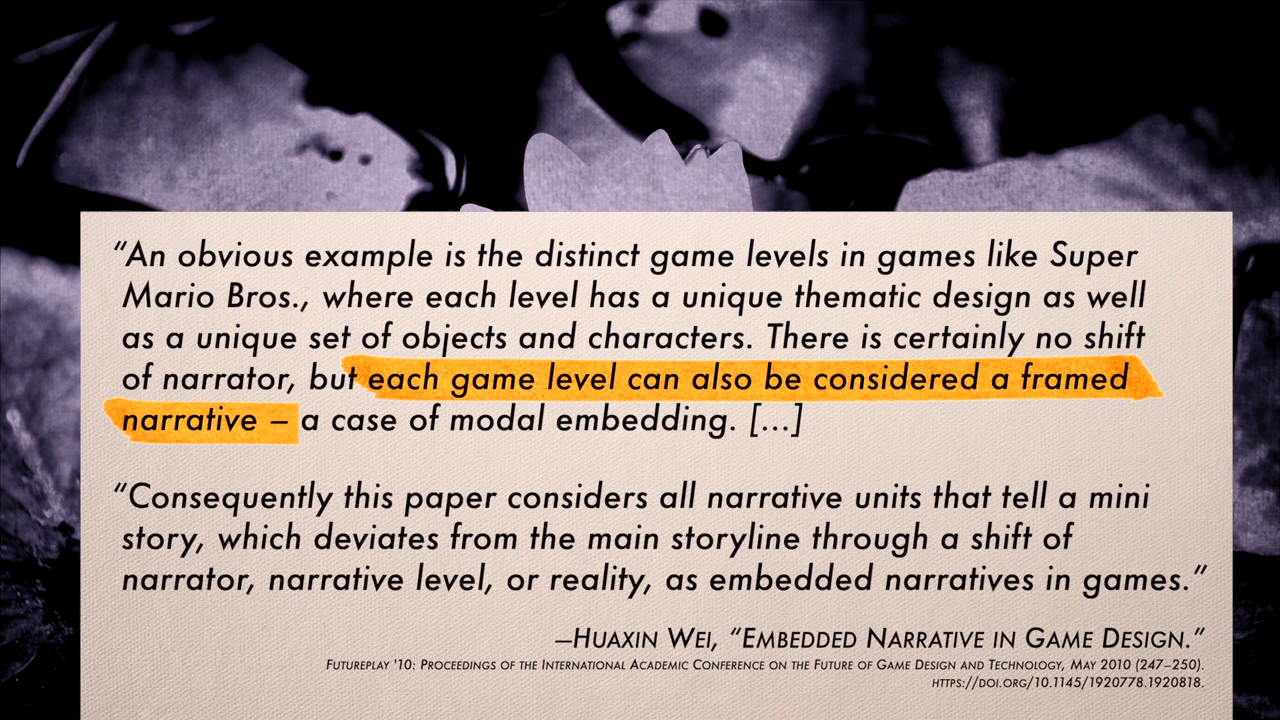 “An obvious example is the distinct game levels in games like Super
Mario Bros., where each level has a unique thematic design as well
as a unique set of objects and characters. There is certainly no shift
of narrator, but each game level can also be considered a framed
narrative – a case of modal embedding. [...]
“Consequently this paper considers all narrative units that tell a mini
story, which deviates from the main storyline through a shift of
narrator, narrative level, or reality, as embedded narratives in games.”
—Huaxin Wei, “Embedded Narrative in Game Design.”
Futureplay '10: Proceedings of the International Academic Conference on the Future of Game Design and Technology, May 2010 (247–250).
https://doi.org/10.1145/1920778.1920818.